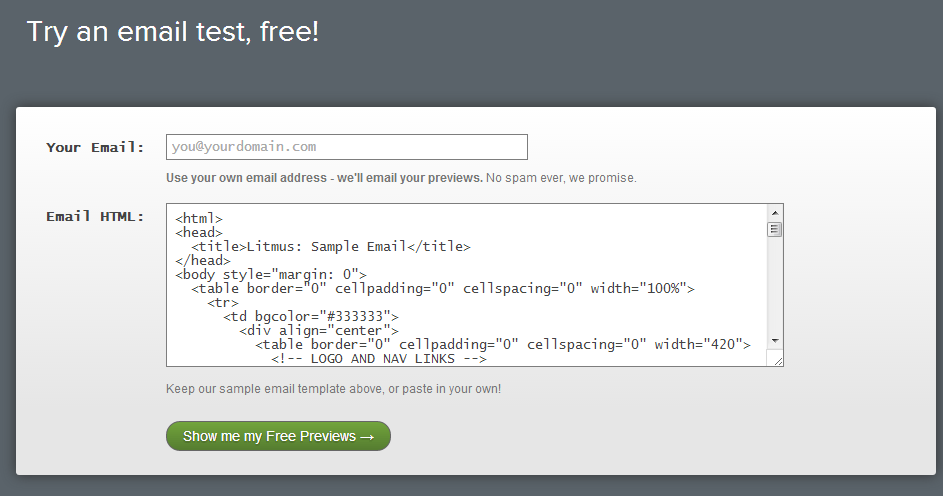 Try an email test, free!
Your Email:
you@yourdomain.com
Use your own email address - we'll email your previews. No spam ever, we promise.
Email HTML:
<html>
<head>
  <title>Litmus: Sample Email</title>
</head>
<body style="margin: 0">
  <table border="0" cellpadding="0" cellspacing="0" width="100%">
    <tr>
      <td bgcolor="#333333">
        <div align="center">
          <table border="0" cellpadding="0" cellspacing="0" width="420">
            <!-- LOGO AND NAV LINKS -->
Keep our sample email template above, or paste in your own!
Show me my Free Previews →